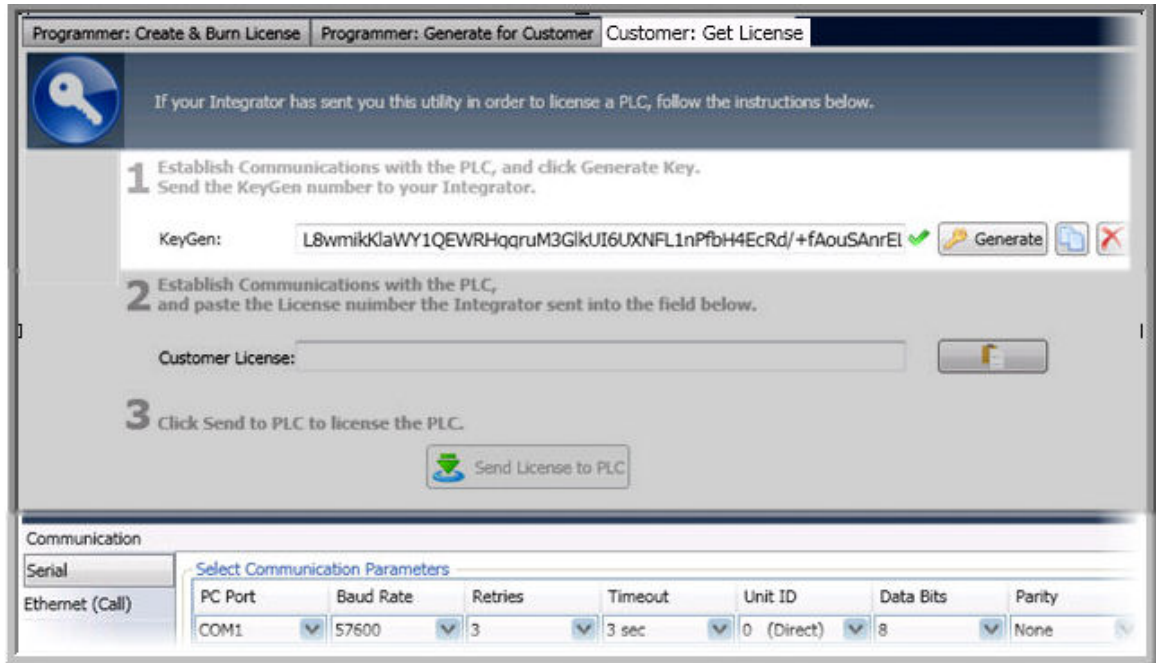 Programmer: Create & Burn License Programmer: Generate for Customer Customer: Get License
If your Integrator has sent you this utility in order to license a PLC, follow the instructions below.
1 Establish Communications with the PLC, and click Generate Key.
Send the KeyGen number to your Integrator.
KeyGen: L8wmikKlaWY1QEWRHqqruM3GlkUI6UXNFL1nPfbH4EcRd/+fAouSAnrEL Generate
2 Establish Communications with the PLC,
and paste the License nuimber the Integrator sent into the field below.
Customer License:
3 Click Send to PLC to license the PLC.
Send License to PLC
Communication
Serial Select Communication Parameters
Ethernet (Call) PC Port Baud Rate Retries Timeout Unit ID Data Bits Parity
COM1 57600 3 3 sec 0 (Direct) 8 None